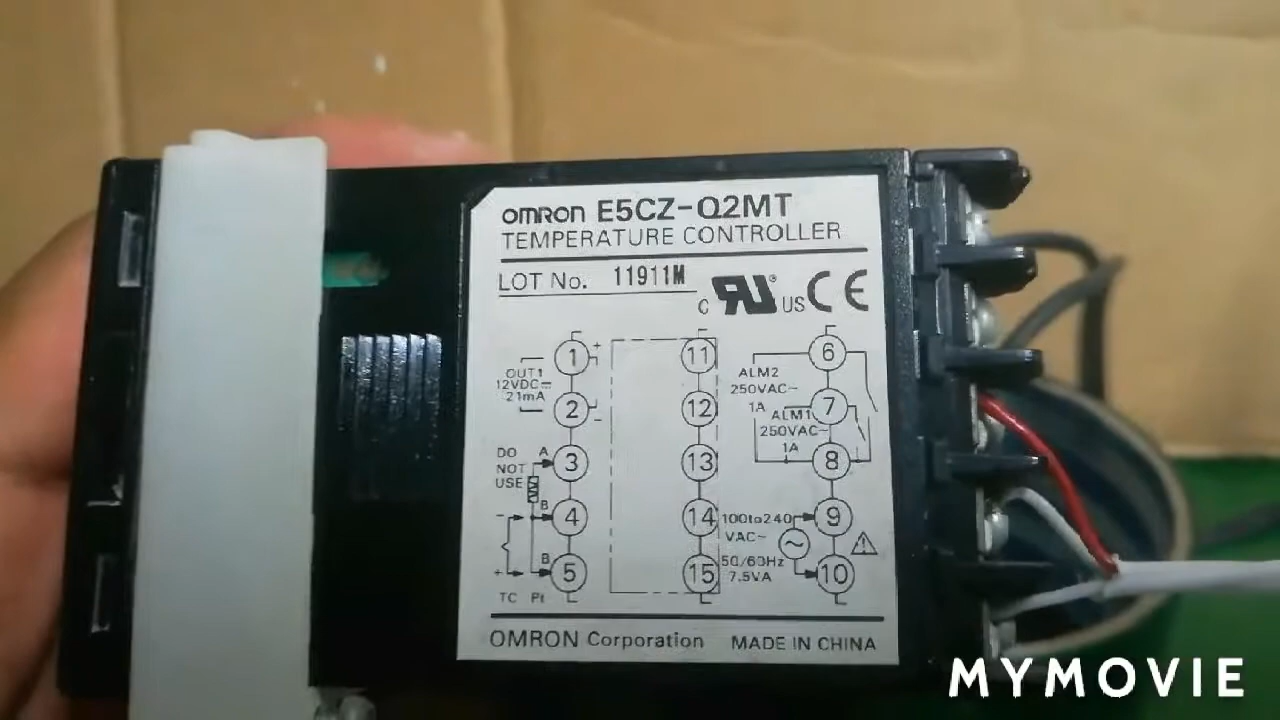 OMRON E5CZ-Q2MT
TEMPERATURE CONTROLLER
LOT No. 11911M
c RU ® US CE
1 +
2 -
OUT1
12VDC⎓
21mA
DO
NOT
USE
A 3
B 4
B 5
- +
TC Pt
11
12
13
14
15
6
7
8
ALM2
250VAC~
1A
ALM1
250VAC~
1A
100to240
VAC~
50/60Hz
7.5VA
9
10
OMRON Corporation MADE IN CHINA
MYMOVIE